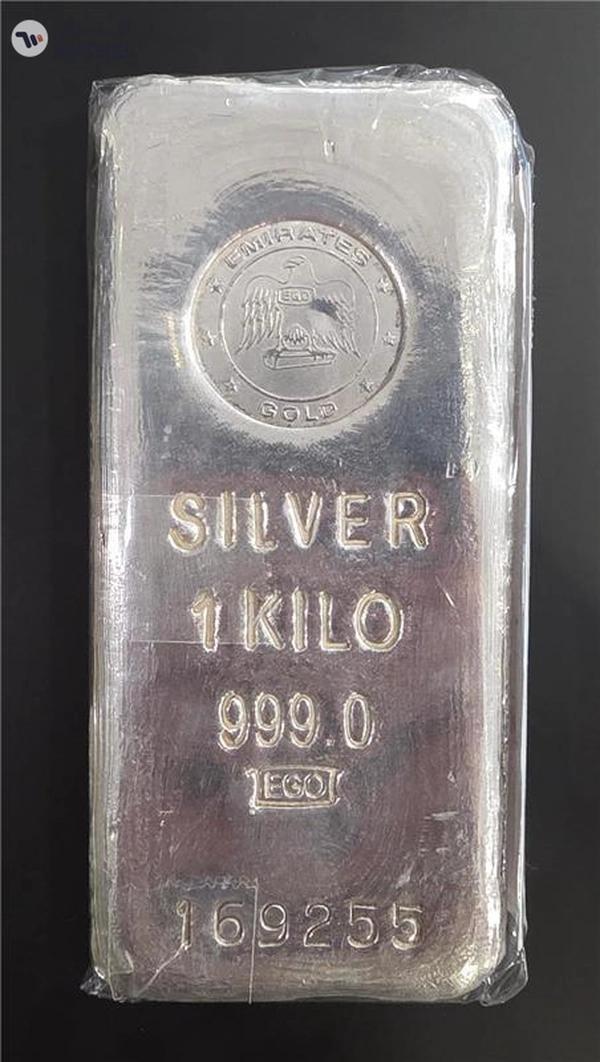 EMIRATES
EGO
GOLD
SILVER
1 KILO
999.0
EGO
169255